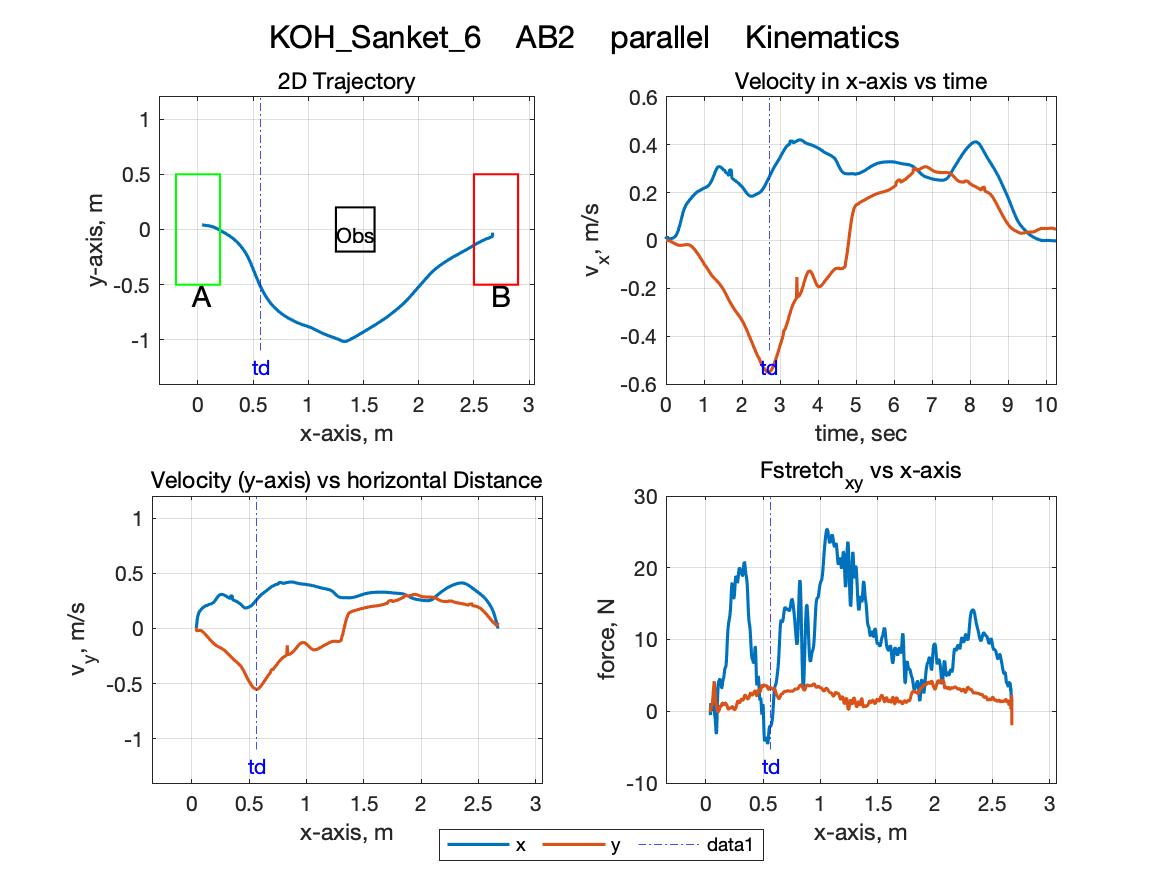 KOH_Sanket_6 AB2 parallel Kinematics
2D Trajectory
1
0.5
0
-0.5
-1
y-axis, m
A
Obs
B
td
0 0.5 1 1.5 2 2.5 3
x-axis, m
Velocity in x-axis vs time
0.6
0.4
0.2
0
-0.2
-0.4
-0.6
vx, m/s
td
0 1 2 3 4 5 6 7 8 9 10
time, sec
Velocity (y-axis) vs horizontal Distance
1
0.5
0
-0.5
-1
vy, m/s
td
0 0.5 1 1.5 2 2.5 3
x-axis, m
Fstretchxy vs x-axis
30
20
10
0
-10
force, N
td
0 0.5 1 1.5 2 2.5 3
x-axis, m
x y data1